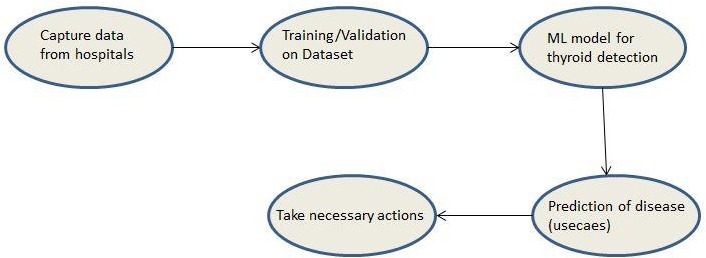 Capture data
from hospitals
Training/Validation
on Dataset
ML model for
thyroid detection
Prediction of disease
(usecaes)
Take necessary actions